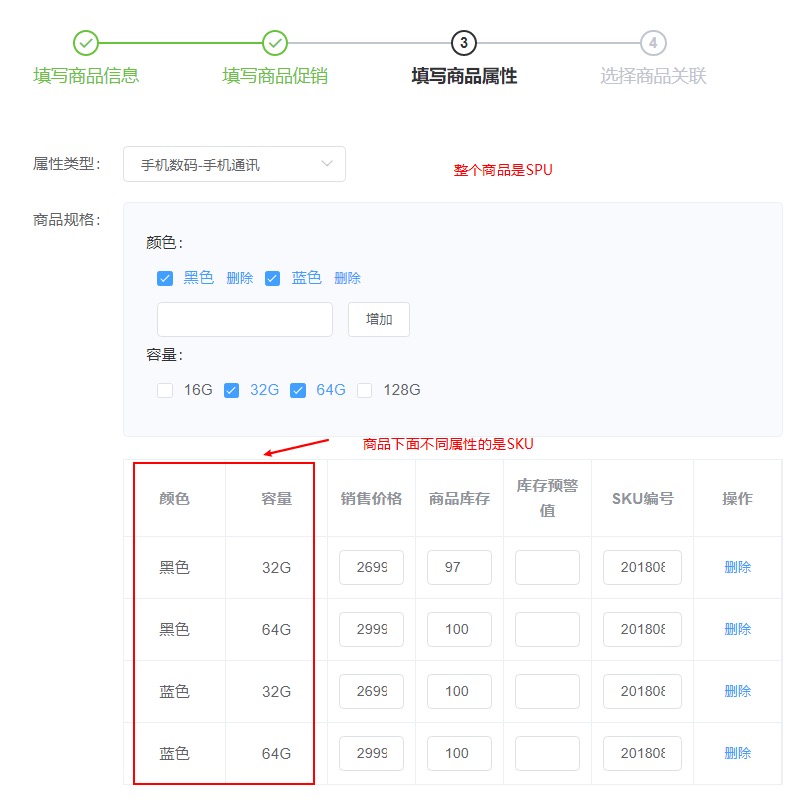 3 4
填写商品信息 填写商品促销 填写商品属性 选择商品关联
属性类型： 手机数码-手机通讯 整个商品是SPU
商品规格：
颜色：
黑色 删除 蓝色 删除
增加
容量：
16G 32G 64G 128G
商品下面不同属性的是SKU
颜色 容量 销售价格 商品库存 库存预警值 SKU编号 操作
黑色 32G 2699 97 201808 删除
黑色 64G 2999 100 201808 删除
蓝色 32G 2699 100 201808 删除
蓝色 64G 2999 100 201808 删除